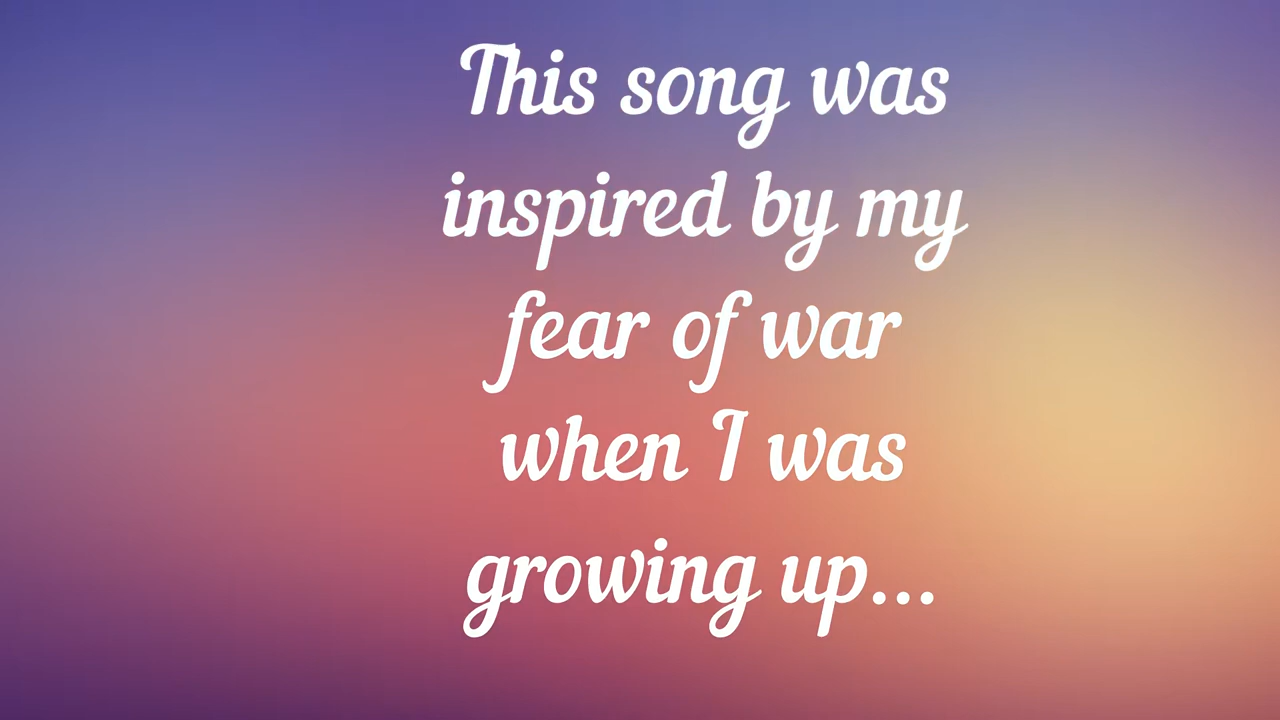 This song was
inspired by my
fear of war
when I was
growing up...